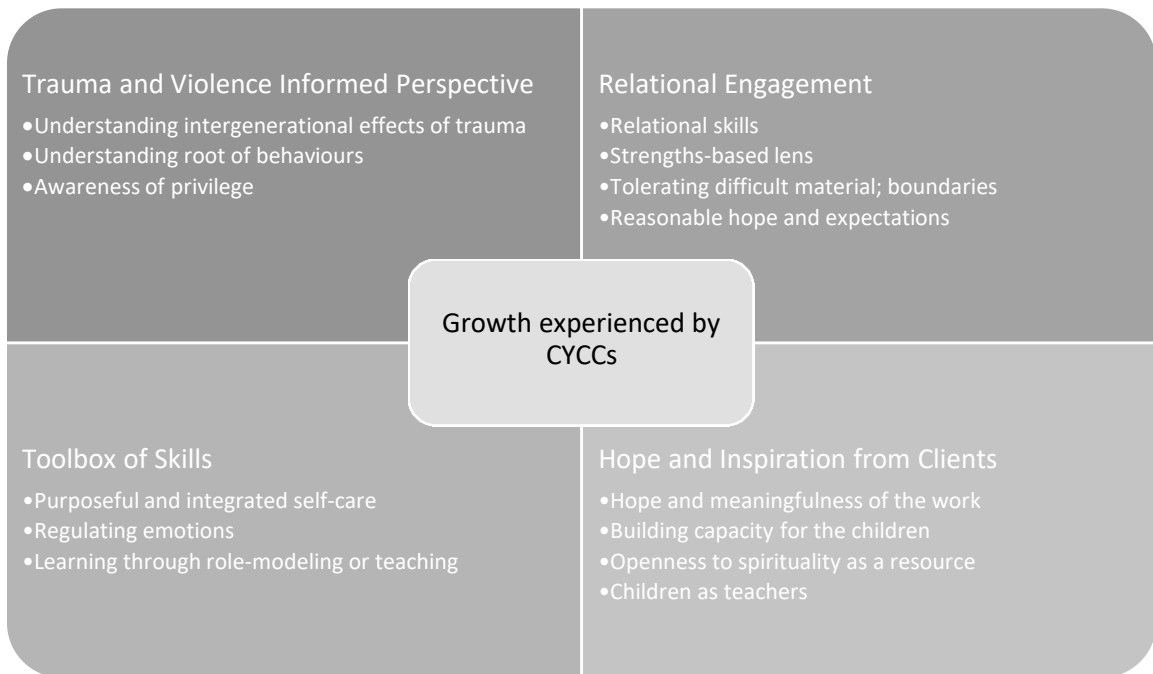 Trauma and Violence Informed Perspective
•Understanding intergenerational effects of trauma
•Understanding root of behaviours
•Awareness of privilege
Relational Engagement
•Relational skills
•Strengths-based lens
•Tolerating difficult material; boundaries
•Reasonable hope and expectations
Growth experienced by
CYCCs
Toolbox of Skills
•Purposeful and integrated self-care
•Regulating emotions
•Learning through role-modeling or teaching
Hope and Inspiration from Clients
•Hope and meaningfulness of the work
•Building capacity for the children
•Openness to spirituality as a resource
•Children as teachers